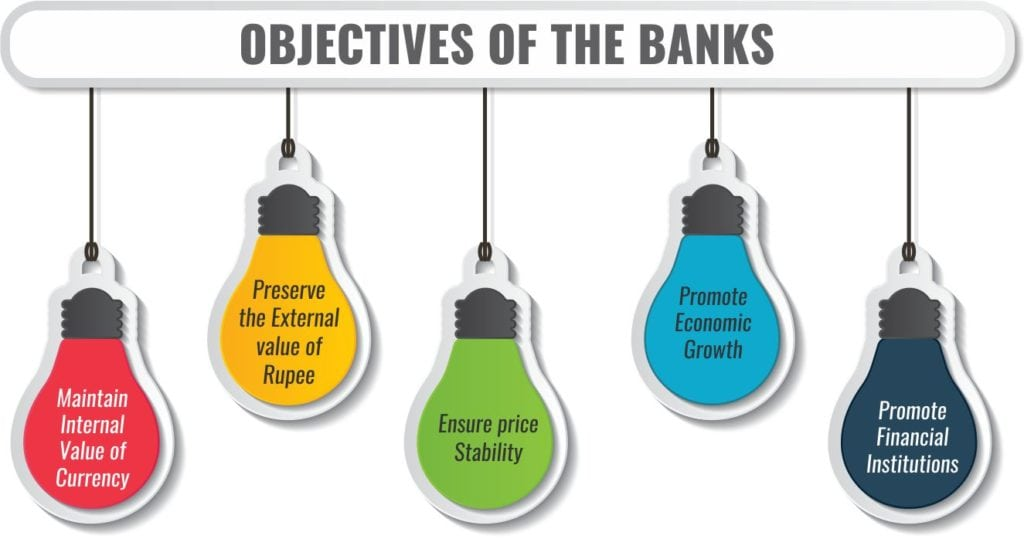 OBJECTIVES OF THE BANKS
Maintain
Internal
Value of
Currency
Preserve
the External
value of
Rupee
Ensure price
Stability
Promote
Economic
Growth
Promote
Financial
Institutions